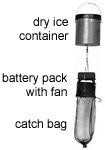 dry ice
container
battery pack
with fan
catch bag